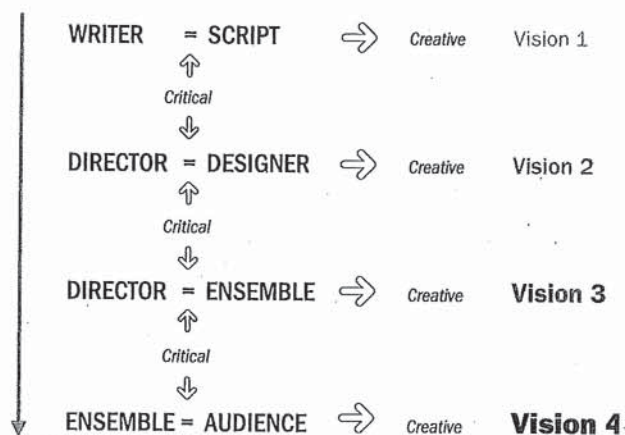 WRITER = SCRIPT Creative Vision 1
Critical
DIRECTOR = DESIGNER Creative Vision 2
Critical
DIRECTOR = ENSEMBLE Creative Vision 3
Critical
ENSEMBLE = AUDIENCE Creative Vision 4